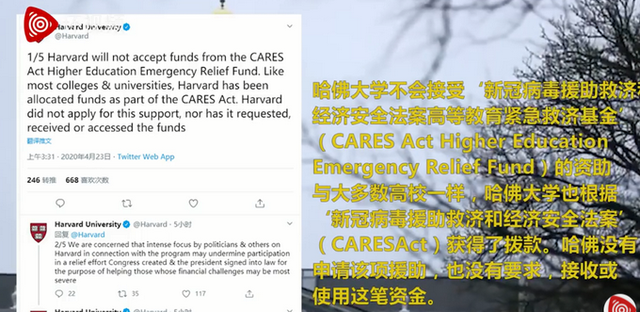 Harvard University
@Harvard
1/5 Harvard will not accept funds from the CARES
Act Higher Education Emergency Relief Fund. Like
most colleges & universities, Harvard has been
allocated funds as part of the CARES Act. Harvard
did not apply for this support, nor has it requested,
received or accessed the funds
翻译推文
上午3:31 · 2020年4月23日 · Twitter Web App
246 转推 668 喜欢次数
Harvard University @Harvard · 5小时
回复 @Harvard
2/5 We are concerned that intense focus by politicians & others on
Harvard in connection with the program may undermine participation
in a relief effort Congress created & the president signed into law for
the purpose of helping those whose financial challenges may be most
severe
22 35 117
哈佛大学不会接受‘新冠病毒援助救济和
经济安全法案高等教育紧急救济基金’
（CARES Act Higher Education
Emergency Relief Fund）的资助
与大多数高校一样，哈佛大学也根据
‘新冠病毒援助救济和经济安全法案’
（CARESAct）获得了拨款。哈佛没有
申请该项援助，也没有要求，接收或
使用这笔资金。